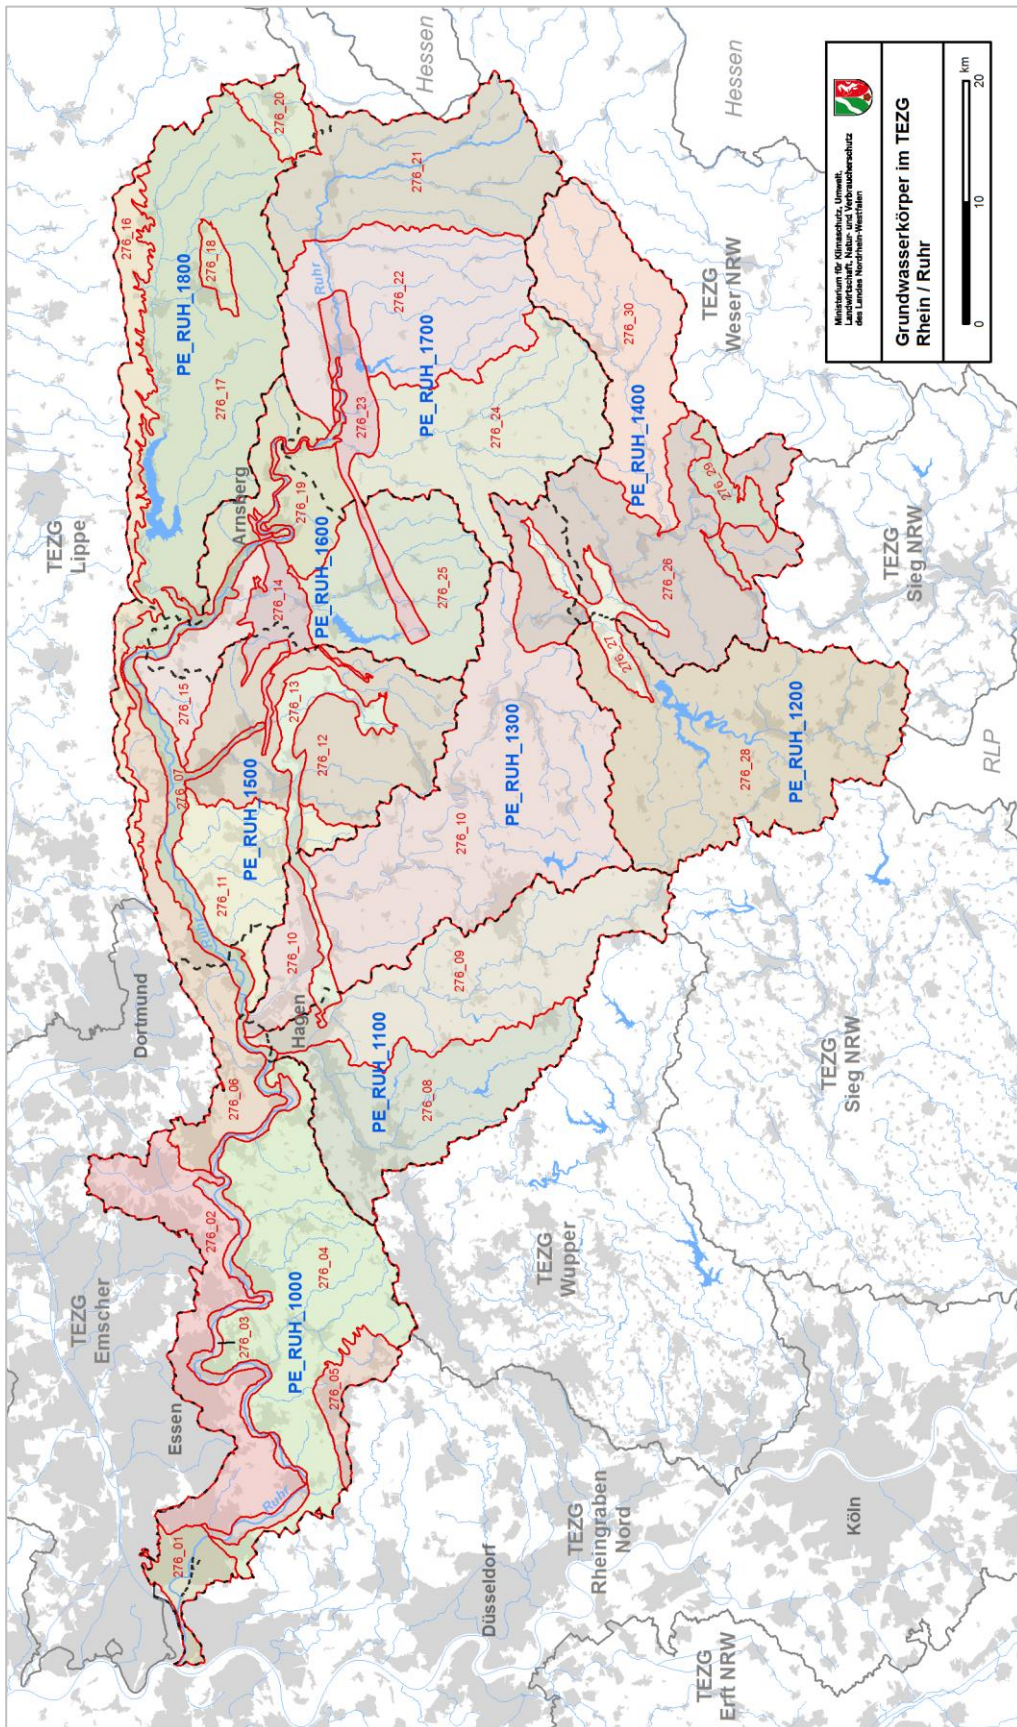 Hessen
Hessen
TEZG
Lippe
276_16
276_20
276_18
PE_RUH_1800
276_17
276_21
Ruhr
276_22
276_23
PE_RUH_1700
276_24
276_30
TEZG
Weser NRW
PE_RUH_1400
276_29
276_26
TEZG
Sieg NRW
Arnsberg
276_19
276_14
PE_RUH_1600
276_25
276_15
276_13
276_12
276_07
PE_RUH_1500
276_11
Ruhr
276_27
276_28
PE_RUH_1200
RLP
PE_RUH_1300
276_10
276_10
Dortmund
Hagen
276_09
PE_RUH_1100
276_08
276_06
TEZG
Sieg NRW
TEZG
Emscher
276_02
276_04
276_03
PE_RUH_1000
276_05
Essen
Ruhr
276_01
TEZG
Wupper
Düsseldorf
TEZG
Rheingraben
Nord
Köln
TEZG
Erft NRW
Ministerium für Klimaschutz, Umwelt,
Landwirtschaft, Natur- und Verbraucherschutz
des Landes Nordrhein-Westfalen
Grundwasserkörper im TEZG
Rhein / Ruhr
km
0 10 20